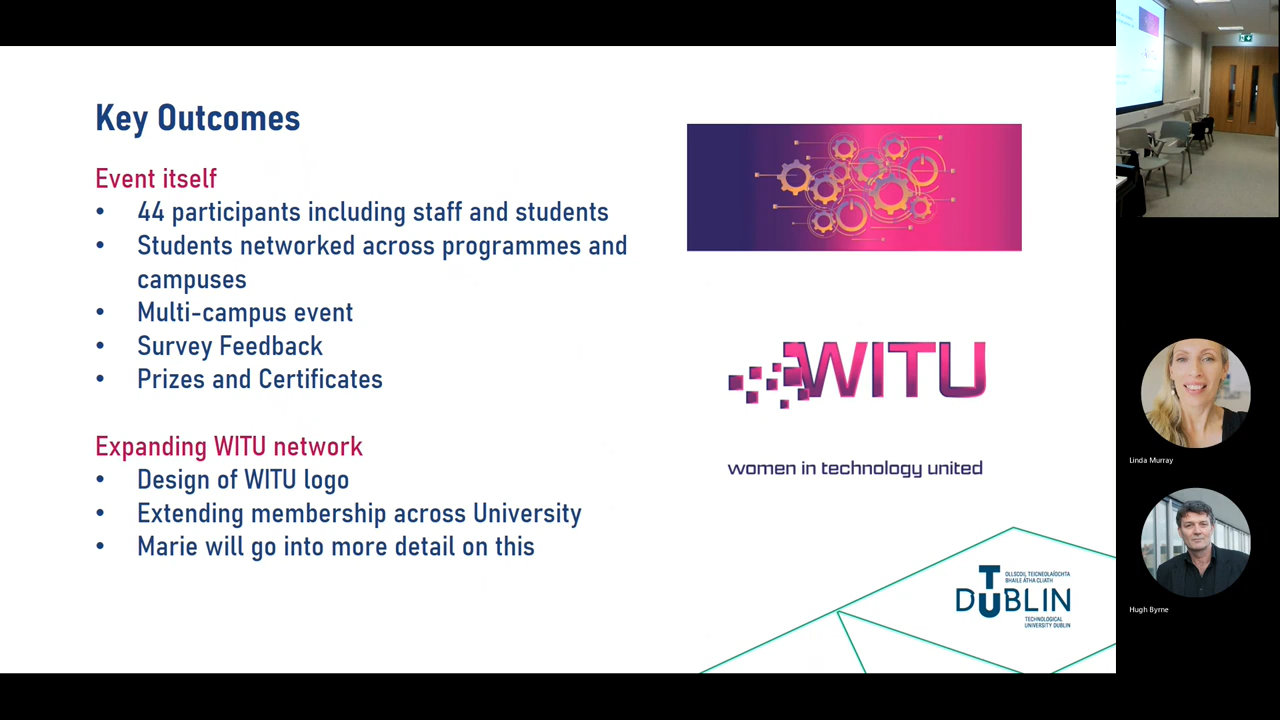 Key Outcomes
Event itself
• 44 participants including staff and students
• Students networked across programmes and
campuses
• Multi-campus event
• Survey Feedback
• Prizes and Certificates
Expanding WITU network
• Design of WITU logo
• Extending membership across University
• Marie will go into more detail on this
WITU
women in technology united
OLLSCOIL TEICNEOLAÍOCHTA
BHAILE ÁTHA CLIATH
TU DUBLIN
TECHNOLOGICAL
UNIVERSITY DUBLIN
Linda Murray
Hugh Byrne